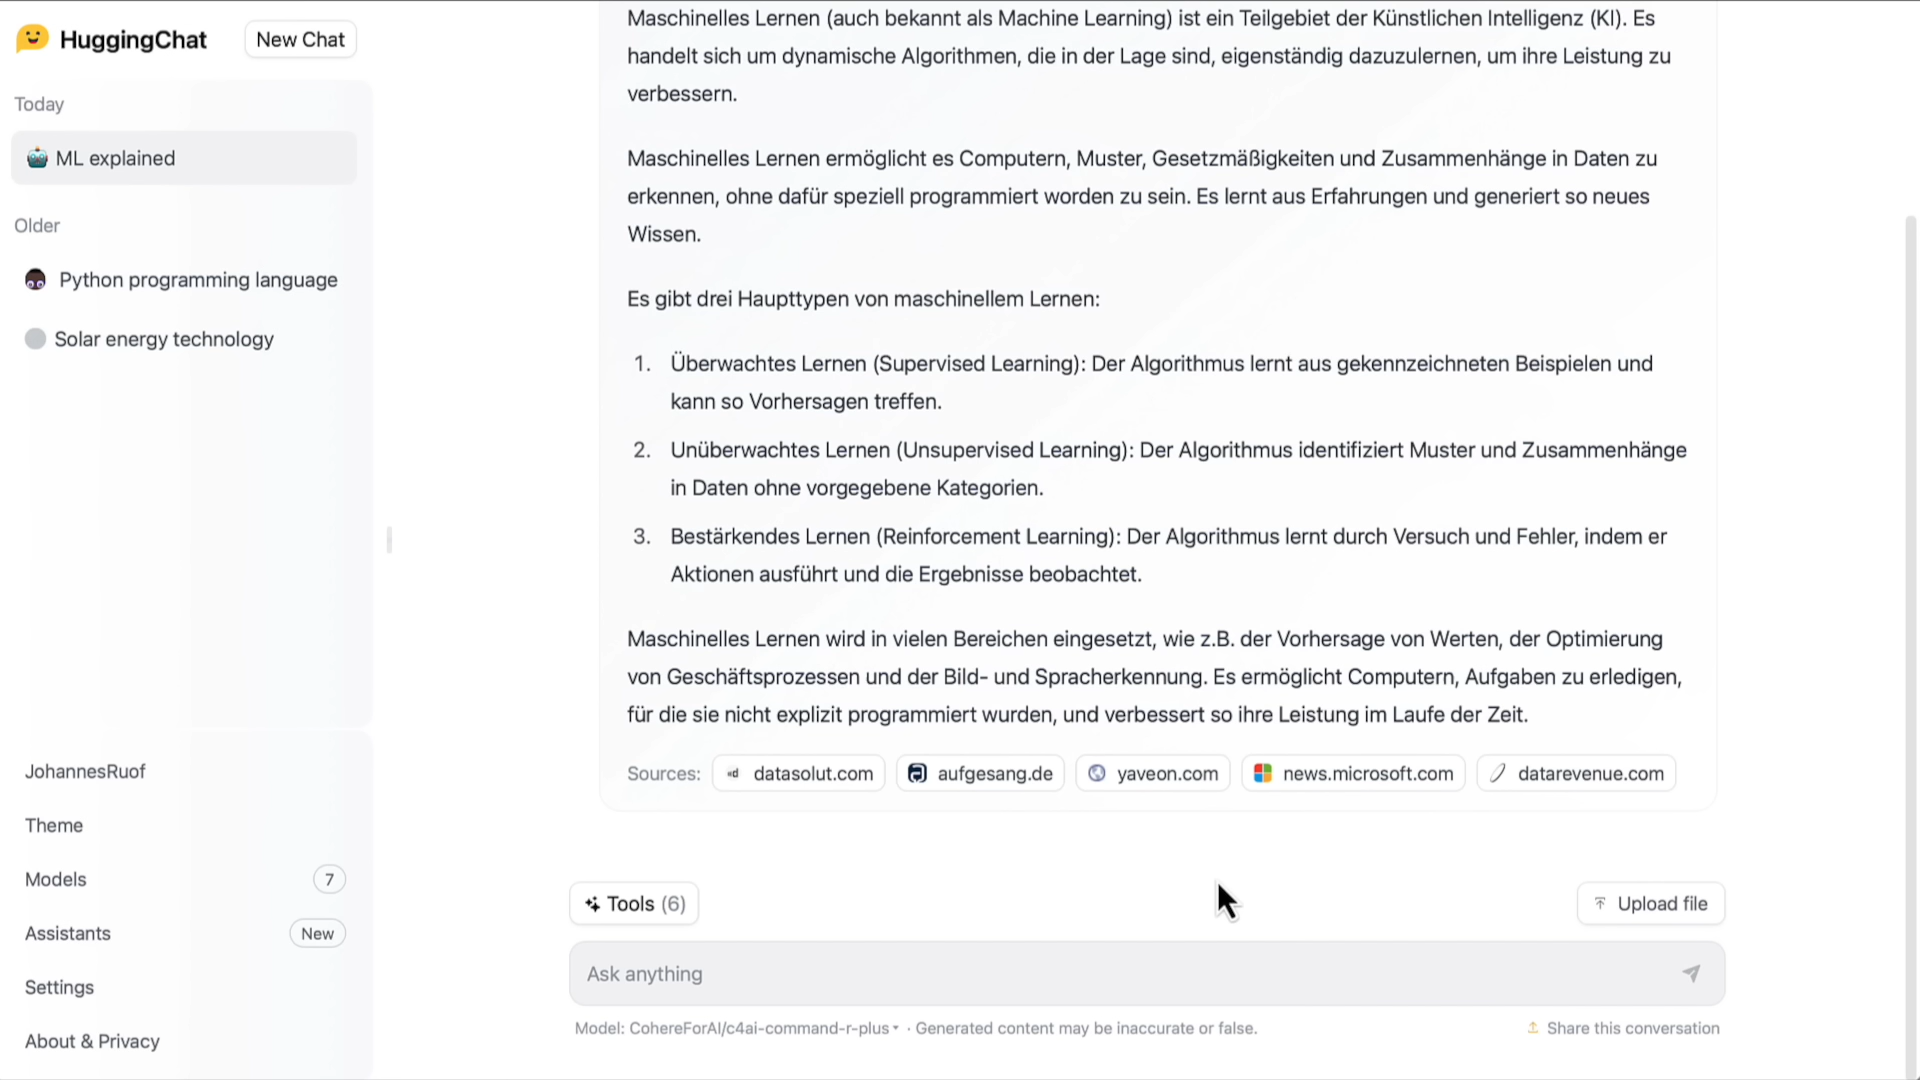 HuggingChat
New Chat
Today
ML explained
Older
Python programming language
Solar energy technology
JohannesRuof
Theme
Models 7
Assistants New
Settings
About & Privacy
Maschinelles Lernen (auch bekannt als Machine Learning) ist ein Teilgebiet der Künstlichen Intelligenz (KI). Es
handelt sich um dynamische Algorithmen, die in der Lage sind, eigenständig dazuzulernen, um ihre Leistung zu
verbessern.
Maschinelles Lernen ermöglicht es Computern, Muster, Gesetzmäßigkeiten und Zusammenhänge in Daten zu
erkennen, ohne dafür speziell programmiert worden zu sein. Es lernt aus Erfahrungen und generiert so neues
Wissen.
Es gibt drei Haupttypen von maschinellem Lernen:
1. Überwachtes Lernen (Supervised Learning): Der Algorithmus lernt aus gekennzeichneten Beispielen und
kann so Vorhersagen treffen.
2. Unüberwachtes Lernen (Unsupervised Learning): Der Algorithmus identifiziert Muster und Zusammenhänge
in Daten ohne vorgegebene Kategorien.
3. Bestärkendes Lernen (Reinforcement Learning): Der Algorithmus lernt durch Versuch und Fehler, indem er
Aktionen ausführt und die Ergebnisse beobachtet.
Maschinelles Lernen wird in vielen Bereichen eingesetzt, wie z.B. der Vorhersage von Werten, der Optimierung
von Geschäftsprozessen und der Bild- und Spracherkennung. Es ermöglicht Computern, Aufgaben zu erledigen,
für die sie nicht explizit programmiert wurden, und verbessert so ihre Leistung im Laufe der Zeit.
Sources: datasolut.com aufgesang.de yaveon.com news.microsoft.com datarevenue.com
Tools (6)
Upload file
Ask anything
Model: CohereForAI/c4ai-command-r-plus · Generated content may be inaccurate or false.
Share this conversation